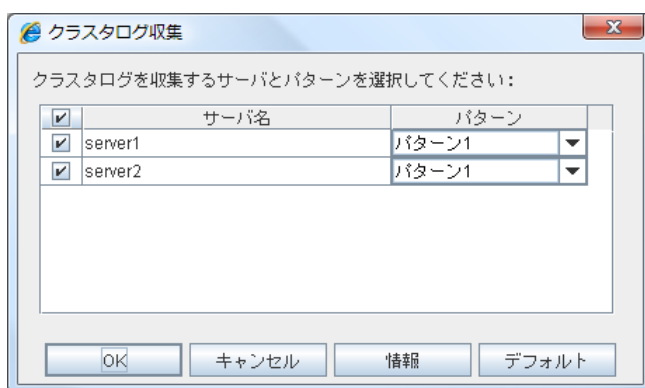 クラスタログ収集
クラスタログを収集するサーバとパターンを選択してください:
サーバ名 パターン
server1 パターン1
server2 パターン1
OK キャンセル 情報 デフォルト